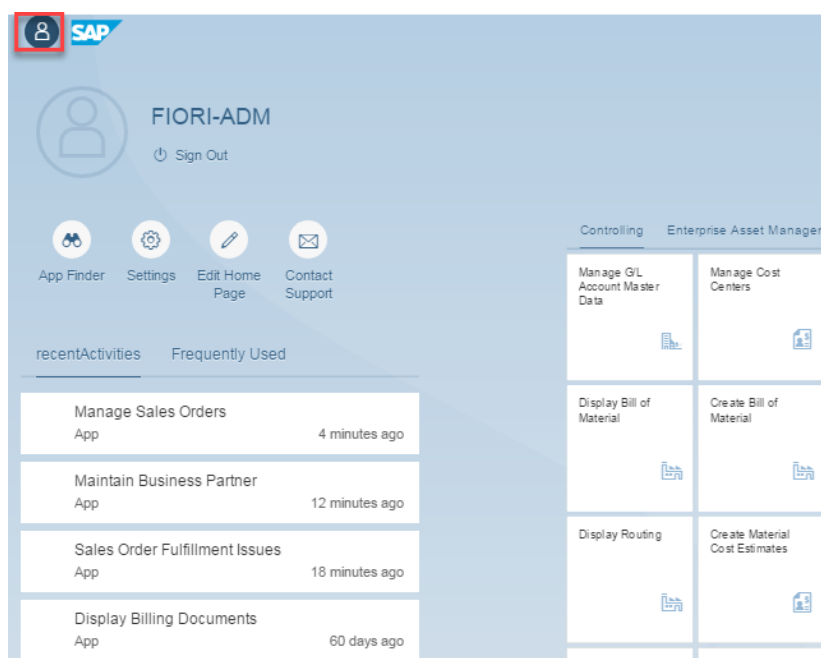 SAP
FIORI-ADM
Sign Out
App Finder
Settings
Edit Home
Page
Contact
Support
recentActivities
Frequently Used
Manage Sales Orders
App
4 minutes ago
Maintain Business Partner
App
12 minutes ago
Sales Order Fulfillment Issues
App
18 minutes ago
Display Billing Documents
App
60 days ago
Controlling
Enterprise Asset Manager
Manage G/L
Account Master
Data
Manage Cost
Centers
Display Bill of
Material
Create Bill of
Material
Display Routing
Create Material
Cost Estimates